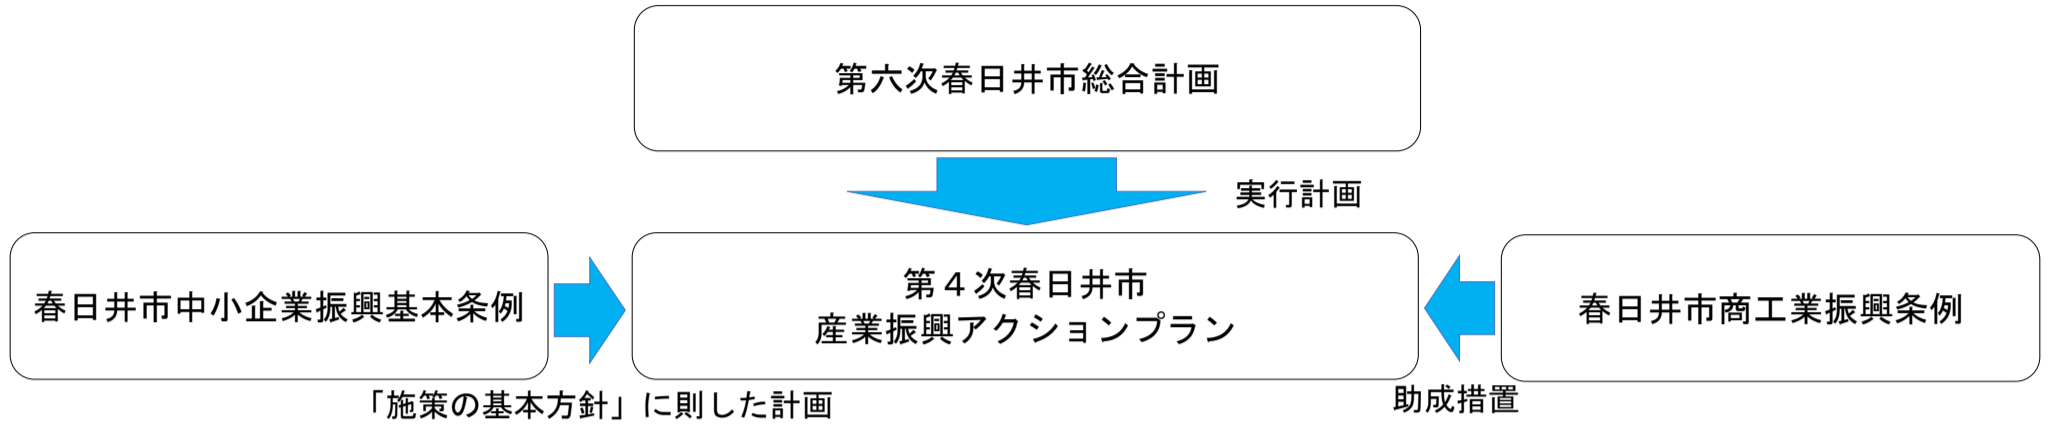 第六次春日井市総合計画
実行計画
春日井市中小企業振興基本条例
第４次春日井市
産業振興アクションプラン
春日井市商工業振興条例
「施策の基本方針」に則した計画
助成措置